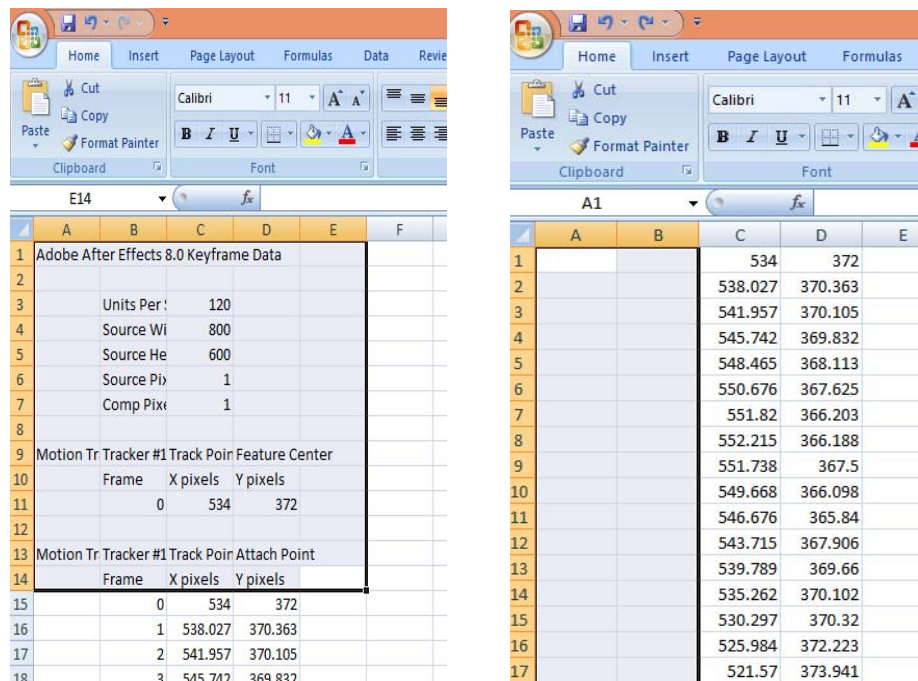 Home Insert Page Layout Formulas Data Revie
Cut
Copy
Format Painter
Paste
Calibri 11 A A
B I U A
Clipboard Font
E14 fx
A B C D E F
1 Adobe After Effects 8.0 Keyframe Data
2
3 Units Per S 120
4 Source Wi 800
5 Source He 600
6 Source Pix 1
7 Comp Pixe 1
8
9 Motion Tr Tracker #1 Track Poin Feature Center
10 Frame X pixels Y pixels
11 0 534 372
12
13 Motion Tr Tracker #1 Track Poin Attach Point
14 Frame X pixels Y pixels
15 0 534 372
16 1 538.027 370.363
17 2 541.957 370.105
18 3 545.742 369.832
Home Insert Page Layout Formulas
Cut
Copy
Format Painter
Paste
Calibri 11 A
B I U
Clipboard Font
A1 fx
A B C D E
1 534 372
2 538.027 370.363
3 541.957 370.105
4 545.742 369.832
5 548.465 368.113
6 550.676 367.625
7 551.82 366.203
8 552.215 366.188
9 551.738 367.5
10 549.668 366.098
11 546.676 365.84
12 543.715 367.906
13 539.789 369.66
14 535.262 370.102
15 530.297 370.32
16 525.984 372.223
17 521.57 373.941